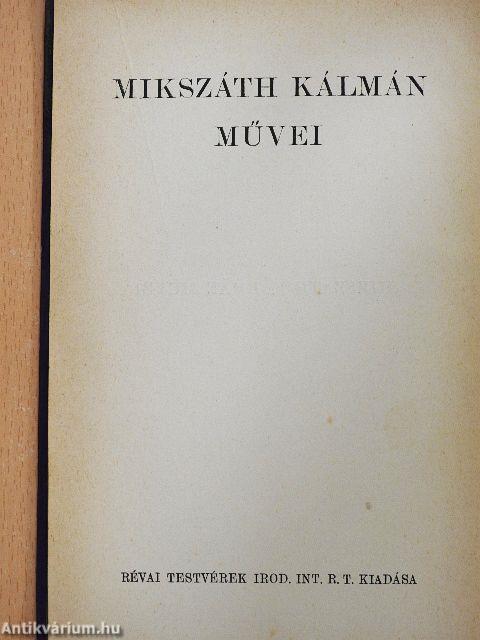 MIKSZÁTH KÁLMÁN
MŰVEI
RÉVAI TESTVÉREK IROD. INT. R. T. KIADÁSA
Antikvárium.hu